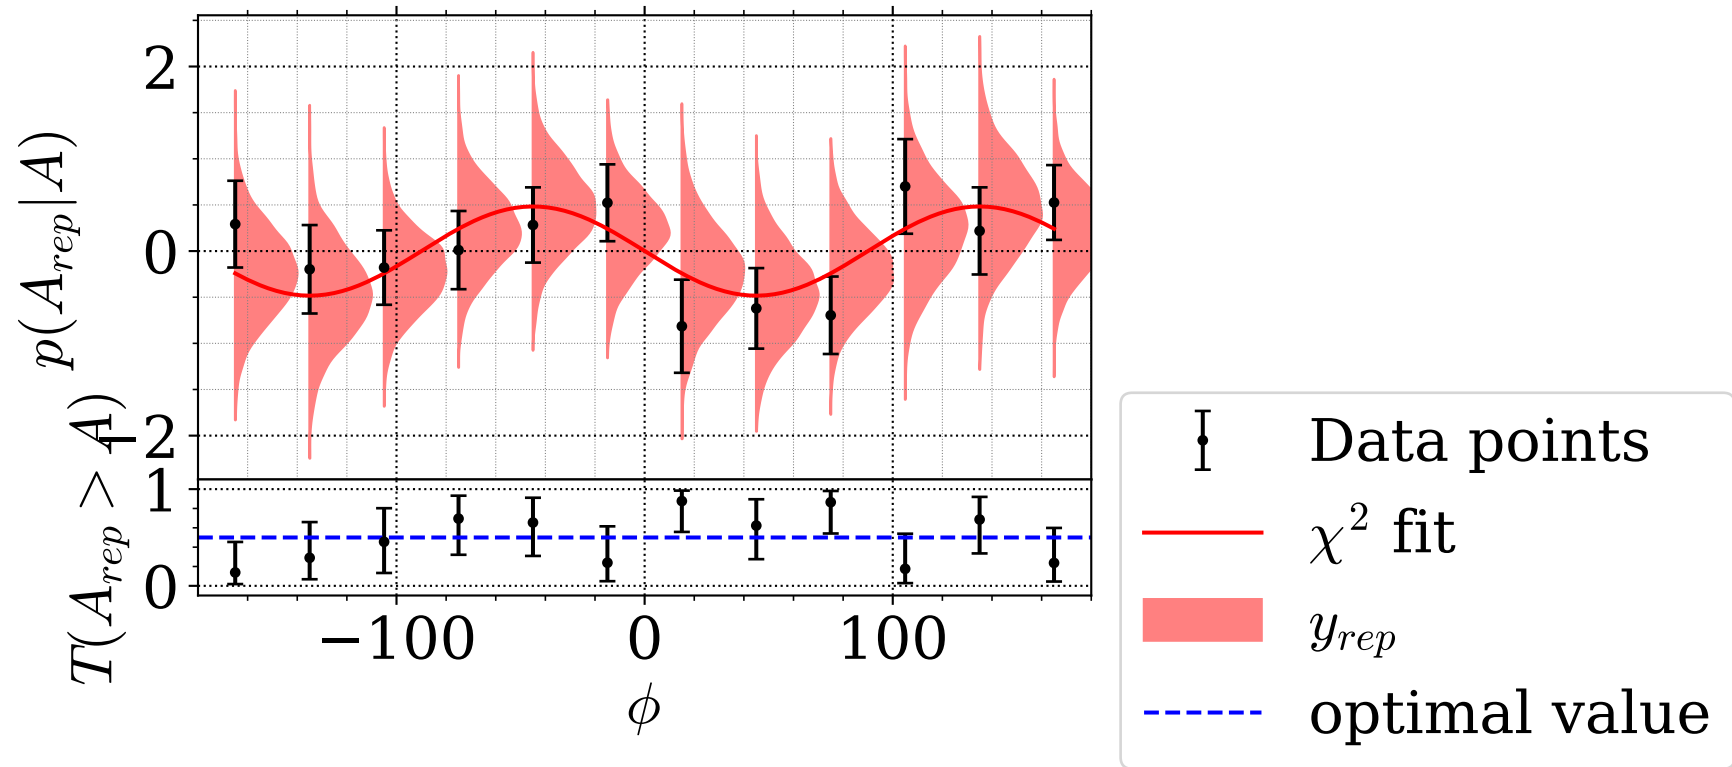 p(A_{rep}|A)
2
0
−2
T(A_{rep} > A)
1
0
−100 0 100
ϕ
Data points
χ² fit
y_{rep}
optimal value